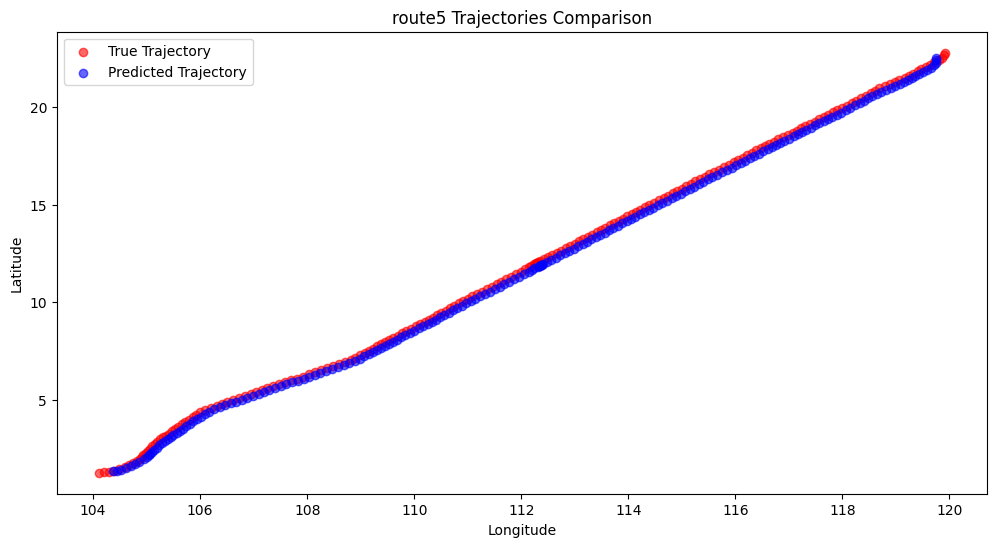 route5 Trajectories Comparison
True Trajectory
Predicted Trajectory
Latitude
20
15
10
5
104 106 108 110 112 114 116 118 120
Longitude